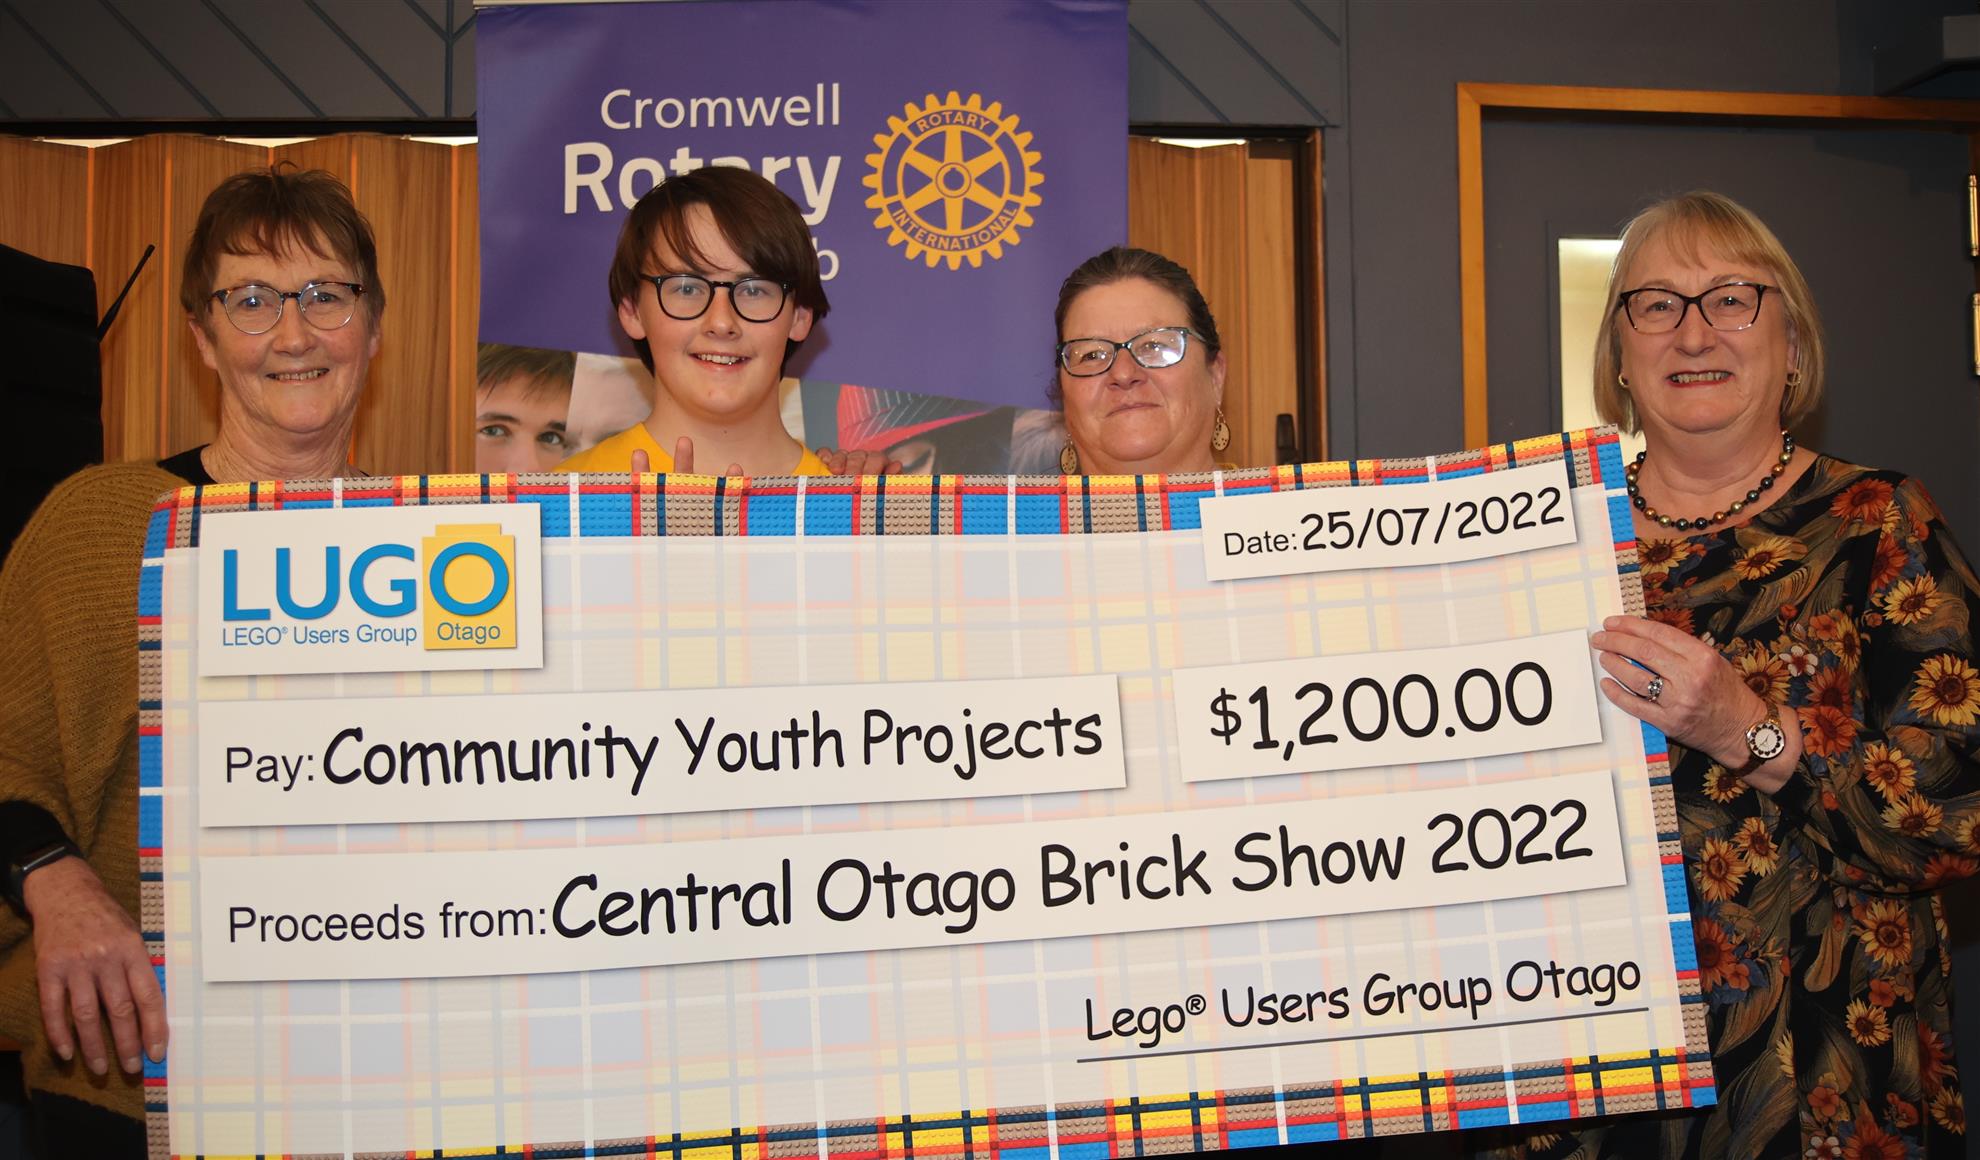 Cromwell
Rotary
ROTARY
INTERNATIONAL
LUGO
LEGO® Users Group Otago
Date: 25/07/2022
Pay: Community Youth Projects
$1,200.00
Proceeds from: Central Otago Brick Show 2022
Lego® Users Group Otago